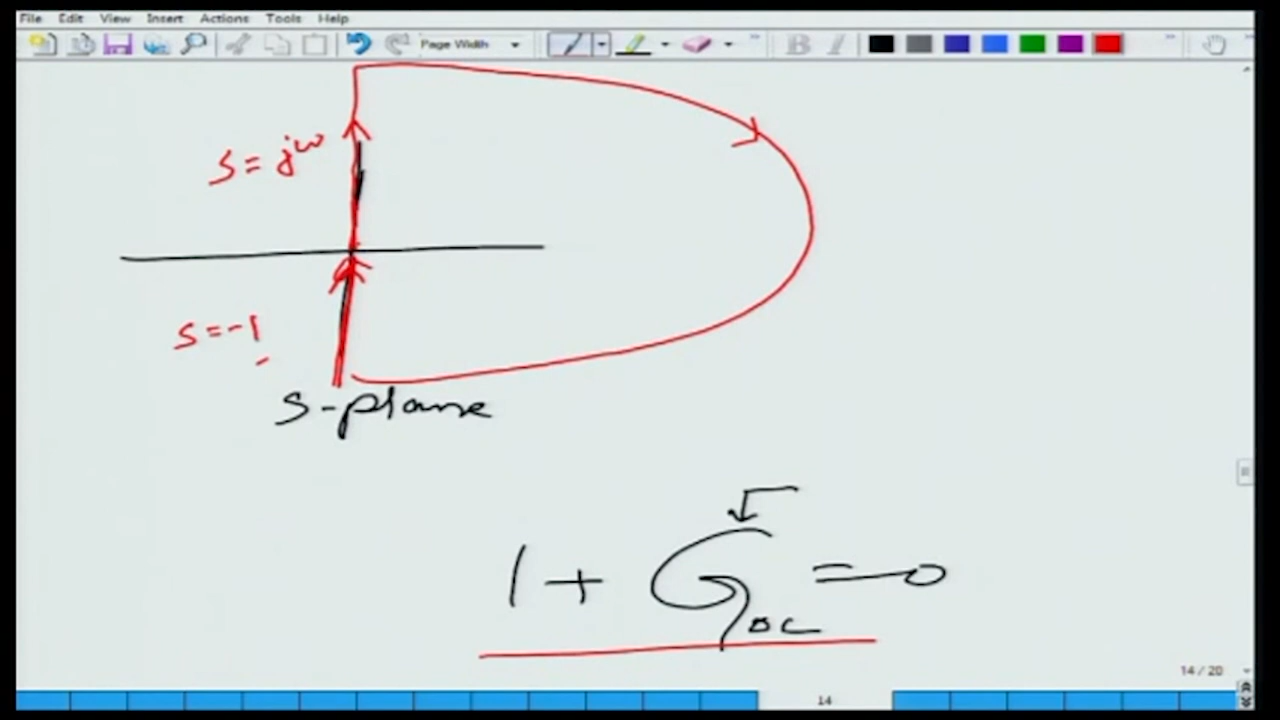 File Edit View Insert Actions Tools Help
Page Width
S = jω
S = -1
S-plane
1 + G_OL = 0
14 / 20
14